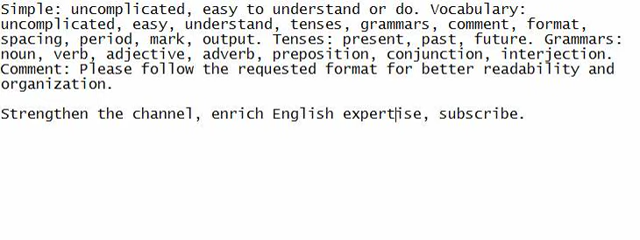 Simple: uncomplicated, easy to understand or do. Vocabulary:
uncomplicated, easy, understand, tenses, grammars, comment, format,
spacing, period, mark, output. Tenses: present, past, future. Grammars:
noun, verb, adjective, adverb, preposition, conjunction, interjection.
Comment: Please follow the requested format for better readability and
organization.
Strengthen the channel, enrich English expertise, subscribe.